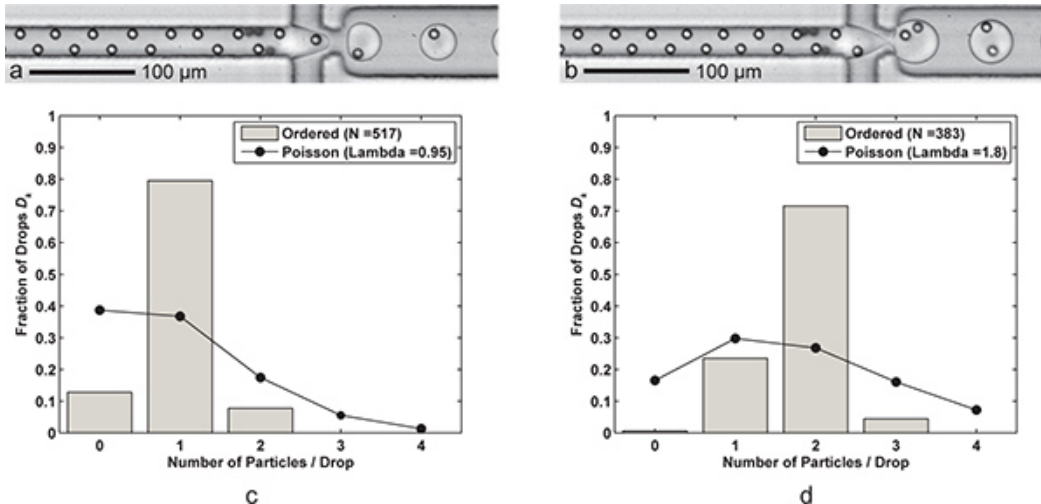 a
100 µm
b
100 µm
1
0.9
0.8
0.7
0.6
0.5
0.4
0.3
0.2
0.1
0
Fraction of Drops Dₖ
Ordered (N =517)
Poisson (Lambda =0.95)
0 1 2 3 4
Number of Particles / Drop
c
1
0.9
0.8
0.7
0.6
0.5
0.4
0.3
0.2
0.1
0
Fraction of Drops Dₖ
Ordered (N =383)
Poisson (Lambda =1.8)
0 1 2 3 4
Number of Particles / Drop
d